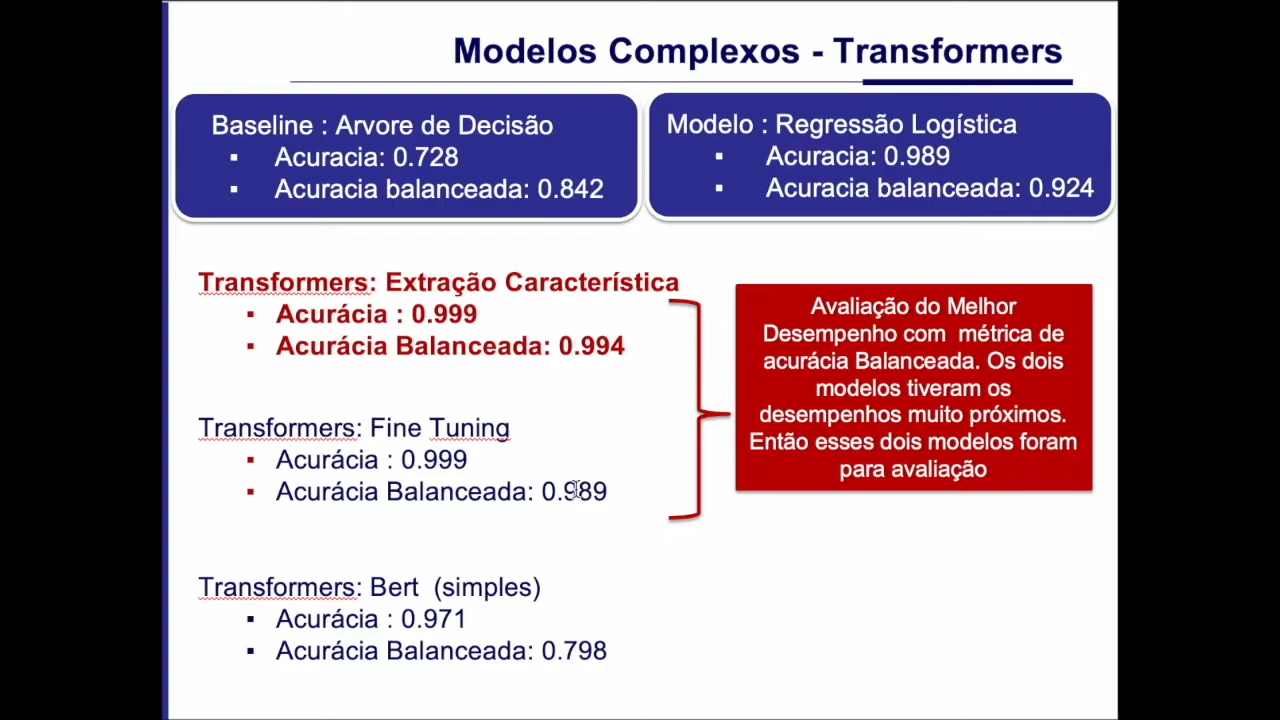 Modelos Complexos - Transformers
Baseline : Arvore de Decisão
▪ Acuracia: 0.728
▪ Acuracia balanceada: 0.842
Modelo : Regressão Logística
▪ Acuracia: 0.989
▪ Acuracia balanceada: 0.924
Transformers: Extração Característica
▪ Acurácia : 0.999
▪ Acurácia Balanceada: 0.994
Transformers: Fine Tuning
▪ Acurácia : 0.999
▪ Acurácia Balanceada: 0.989
Transformers: Bert (simples)
▪ Acurácia : 0.971
▪ Acurácia Balanceada: 0.798
Avaliação do Melhor
Desempenho com métrica de
acurácia Balanceada. Os dois
modelos tiveram os
desempenhos muito próximos.
Então esses dois modelos foram
para avaliação